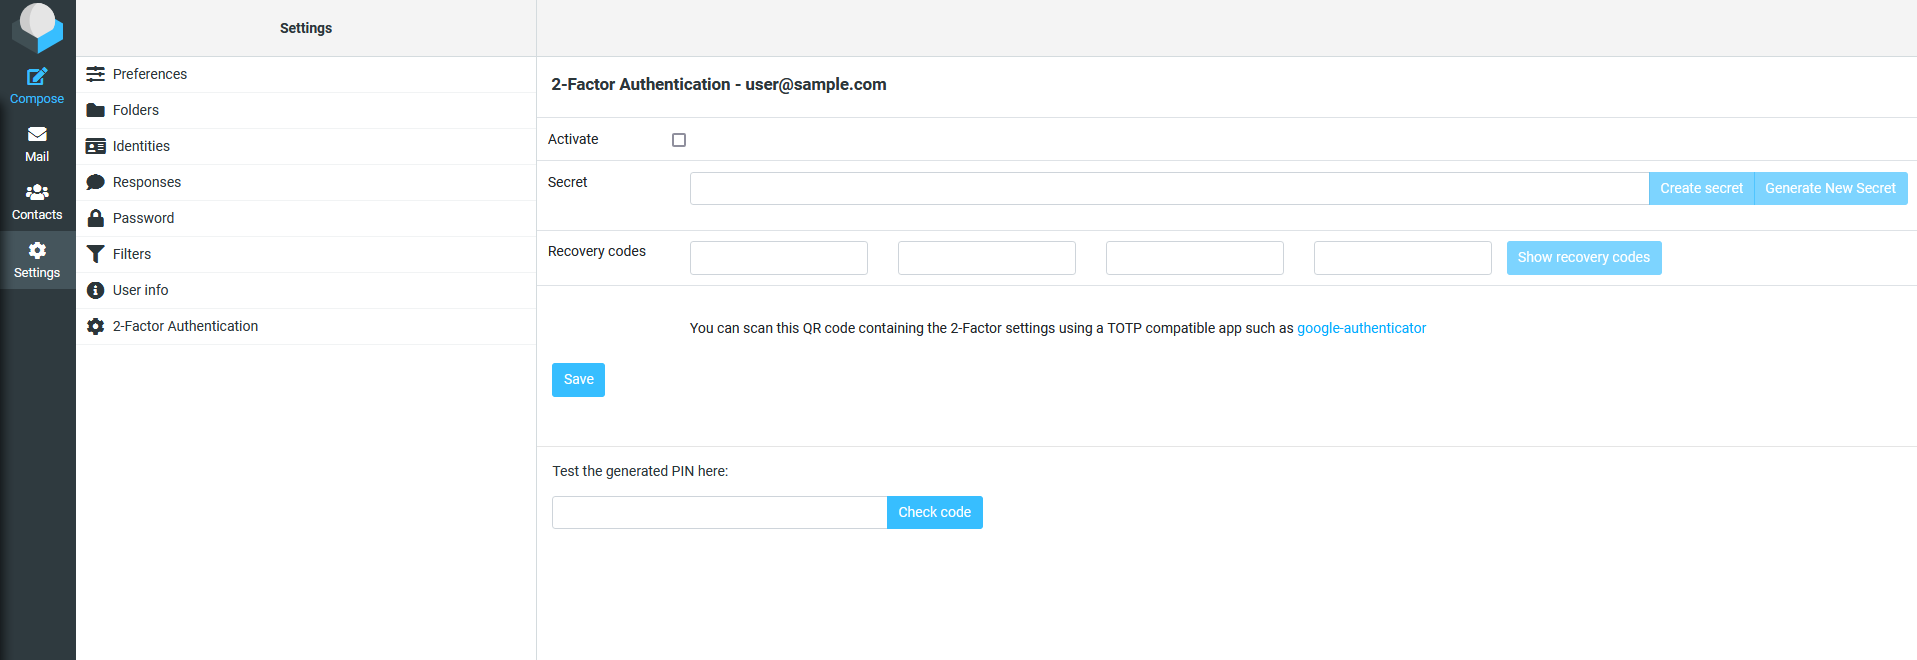 Settings
Compose
Mail
Contacts
Settings
Preferences
Folders
Identities
Responses
Password
Filters
User info
2-Factor Authentication
2-Factor Authentication - user@sample.com
Activate
Secret
Create secret
Generate New Secret
Recovery codes
Show recovery codes
You can scan this QR code containing the 2-Factor settings using a TOTP compatible app such as google-authenticator
Save
Test the generated PIN here:
Check code